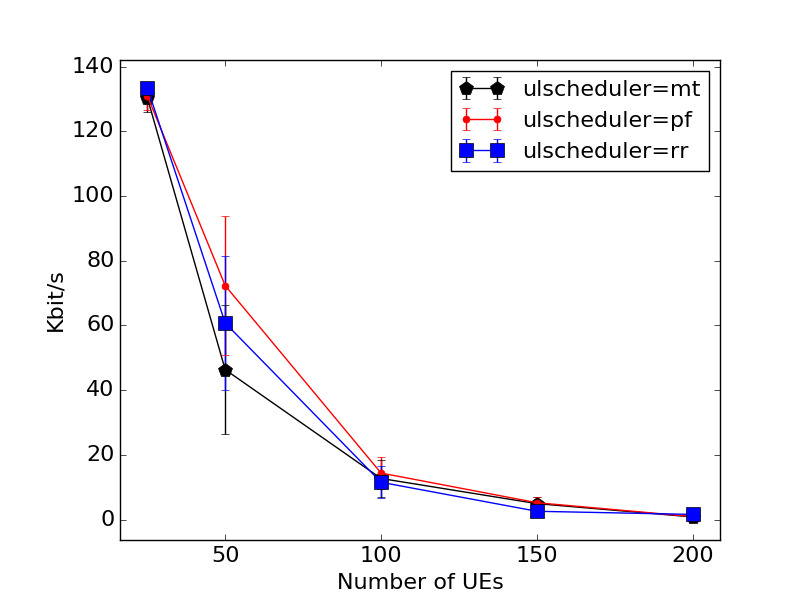 140
120
100
80
60
40
20
0
Kbit/s
ulscheduler=mt
ulscheduler=pf
ulscheduler=rr
50 100 150 200
Number of UEs